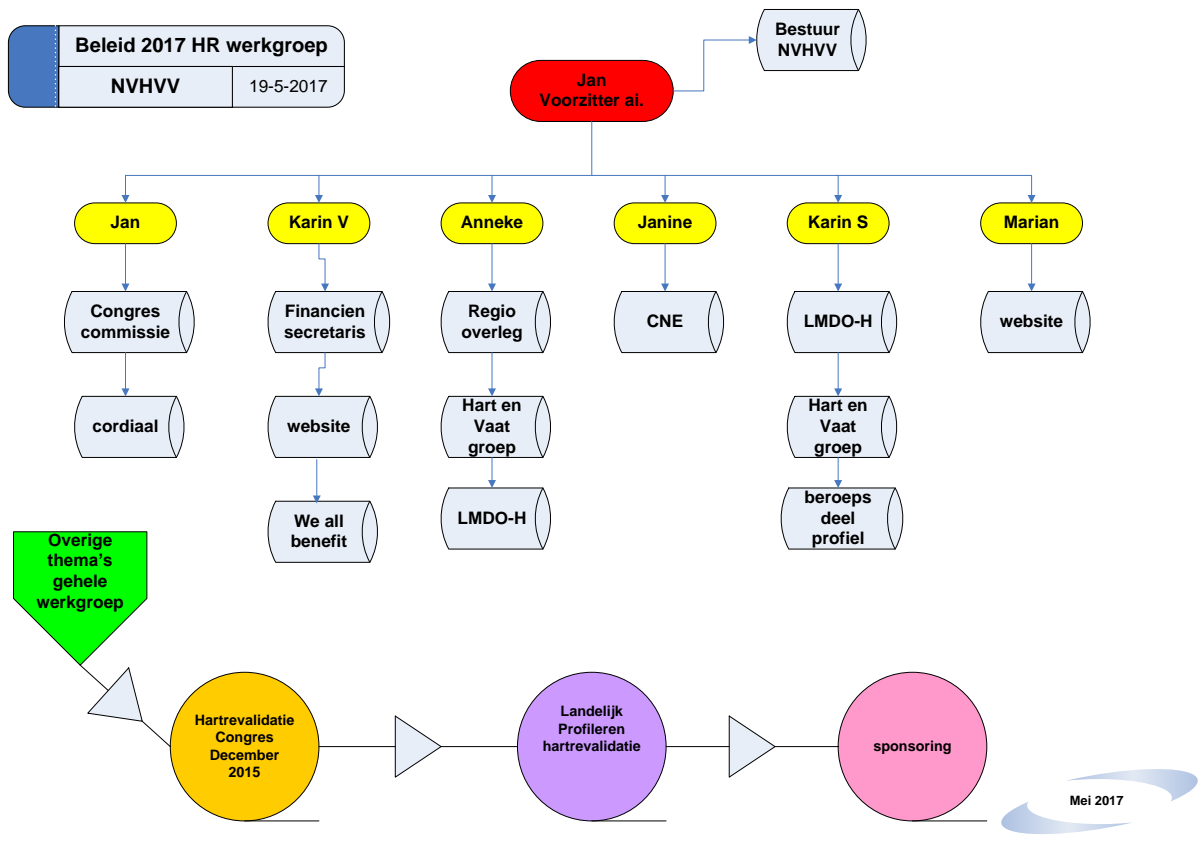 Beleid 2017 HR werkgroep
NVHVV
19-5-2017
Bestuur
NVHVV
Jan
Voorzitter ai.
Jan
Karin V
Anneke
Janine
Karin S
Marian
Congres
commissie
Financien
secretaris
Regio
overleg
CNE
LMDO-H
website
cordiaal
website
Hart en
Vaat
groep
Hart en
Vaat
groep
We all
benefit
LMDO-H
beroeps
deel
profiel
Overige
thema's
gehele
werkgroep
Hartrevalidatie
Congres
December
2015
Landelijk
Profileren
hartrevalidatie
sponsoring
Mei 2017